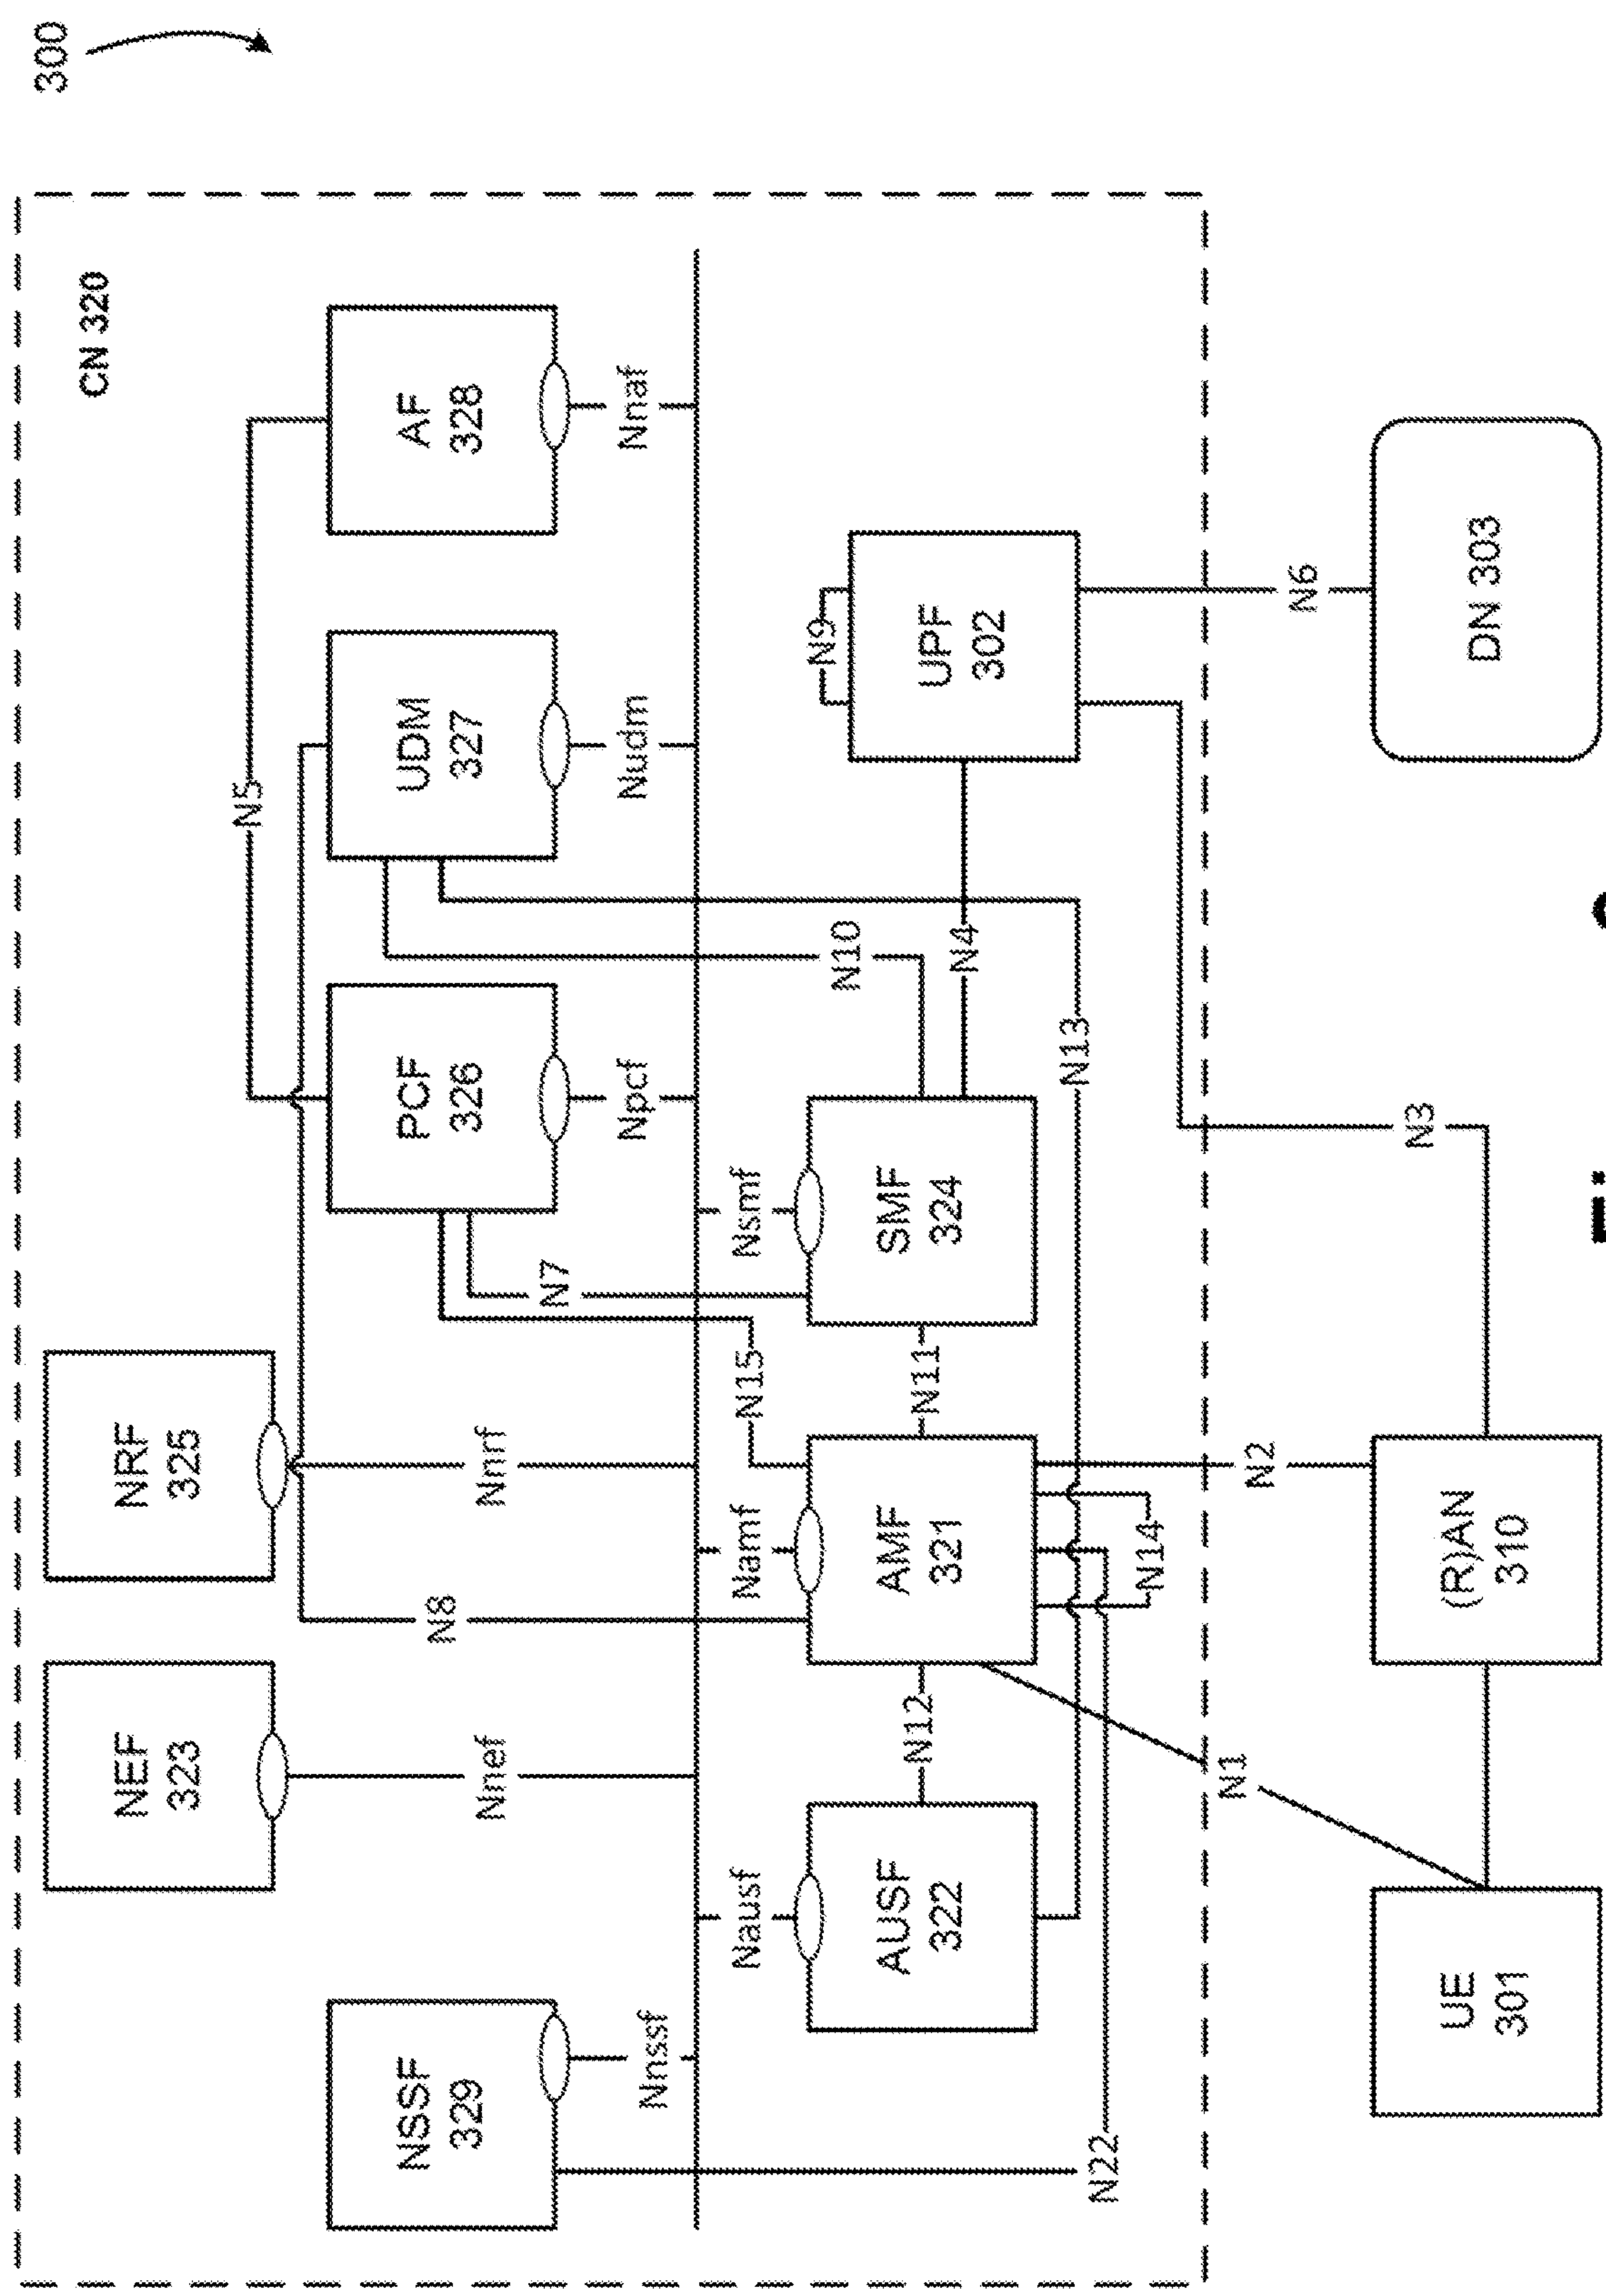 300
CN 320
NEF
323
NRF
325
N5
N8
Nnef
Nnrf
NSSF
329
PCF
326
UDM
327
AF
328
N7
Nnssf
Npcf
Nudm
Nnaf
Nausf
Namf
N15
Nsmf
N10
N9
AUSF
322
N12
AMF
321
N11
SMF
324
N4
UPF
302
N13
N22
N14
N1
N2
N3
N6
UE
301
(R)AN
310
DN 303